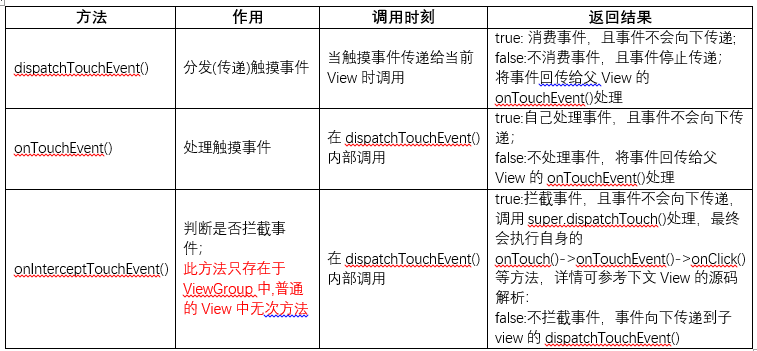 方法
作用
调用时刻
返回结果
dispatchTouchEvent()
分发(传递)触摸事件
当触摸事件传递给当前
View 时调用
true: 消费事件，且事件不会向下传递;
false:不消费事件，且事件停止传递；
将事件回传给父 View 的
onTouchEvent()处理
onTouchEvent()
处理触摸事件
在 dispatchTouchEvent()
内部调用
true:自己处理事件，且事件不会向下传
递；
false:不处理事件，将事件回传给父
View 的 onTouchEvent()处理
onInterceptTouchEvent()
判断是否拦截事
件；
此方法只存在于
ViewGroup 中,普通
的 View 中无次方法
在 dispatchTouchEvent()
内部调用
true:拦截事件，且事件不会向下传递，
调用 super.dispatchTouch()处理，最终
会执行自身的
onTouch()->onTouchEvent()->onClick()
等方法，详情可参考下文 View 的源码
解析:
false:不拦截事件，事件向下传递到子
view 的 dispatchTouchEvent()